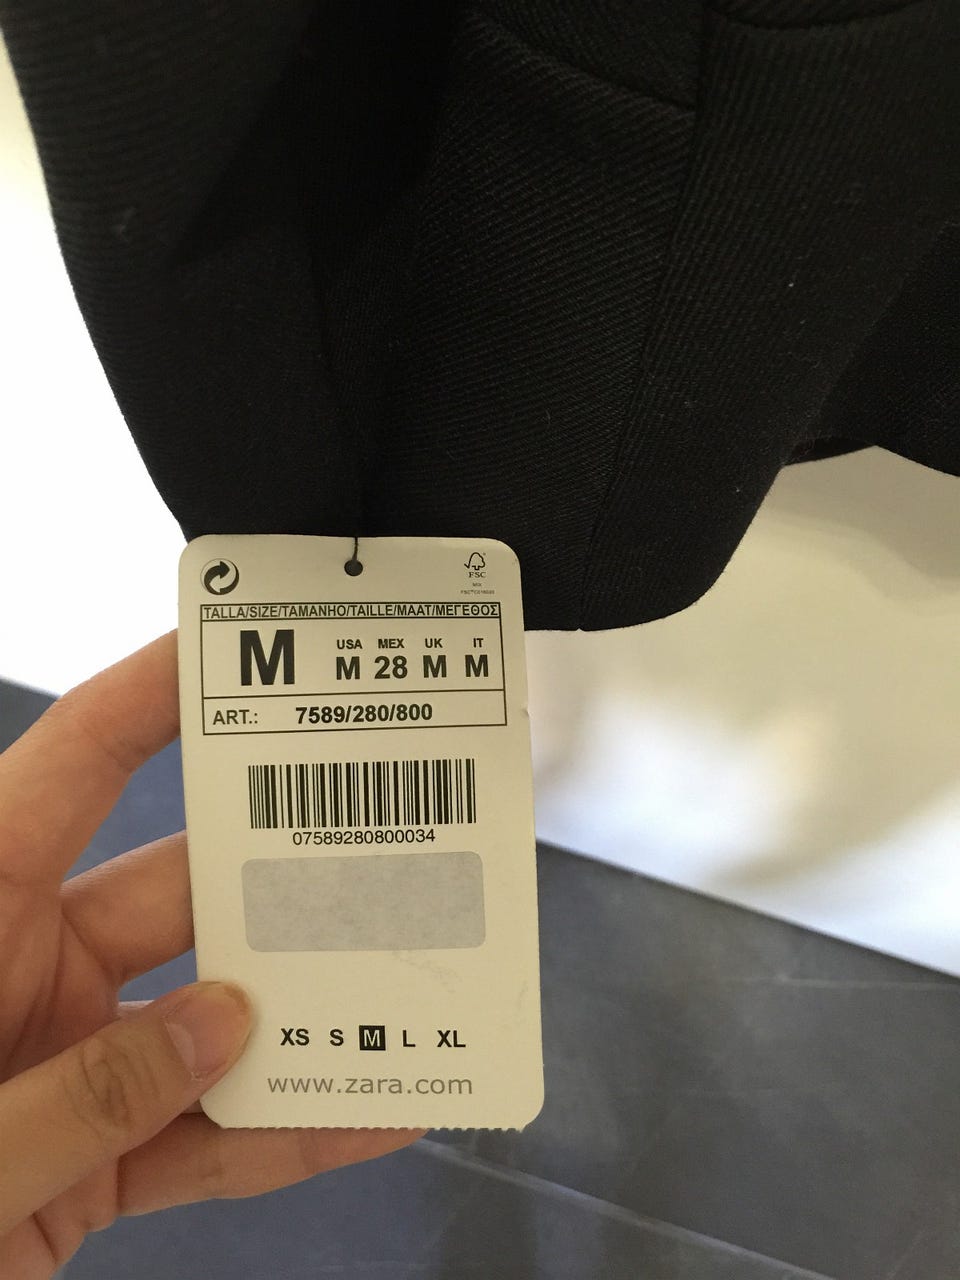 FSC
MIX
TALLA/SIZE/TAMANHO/TAILLE/MAAT/ΜΕΓΕΘΟΣ
M
USA MEX UK IT
M 28 M M
ART.: 7589/280/800
07589280800034
XS S M L XL
www.zara.com